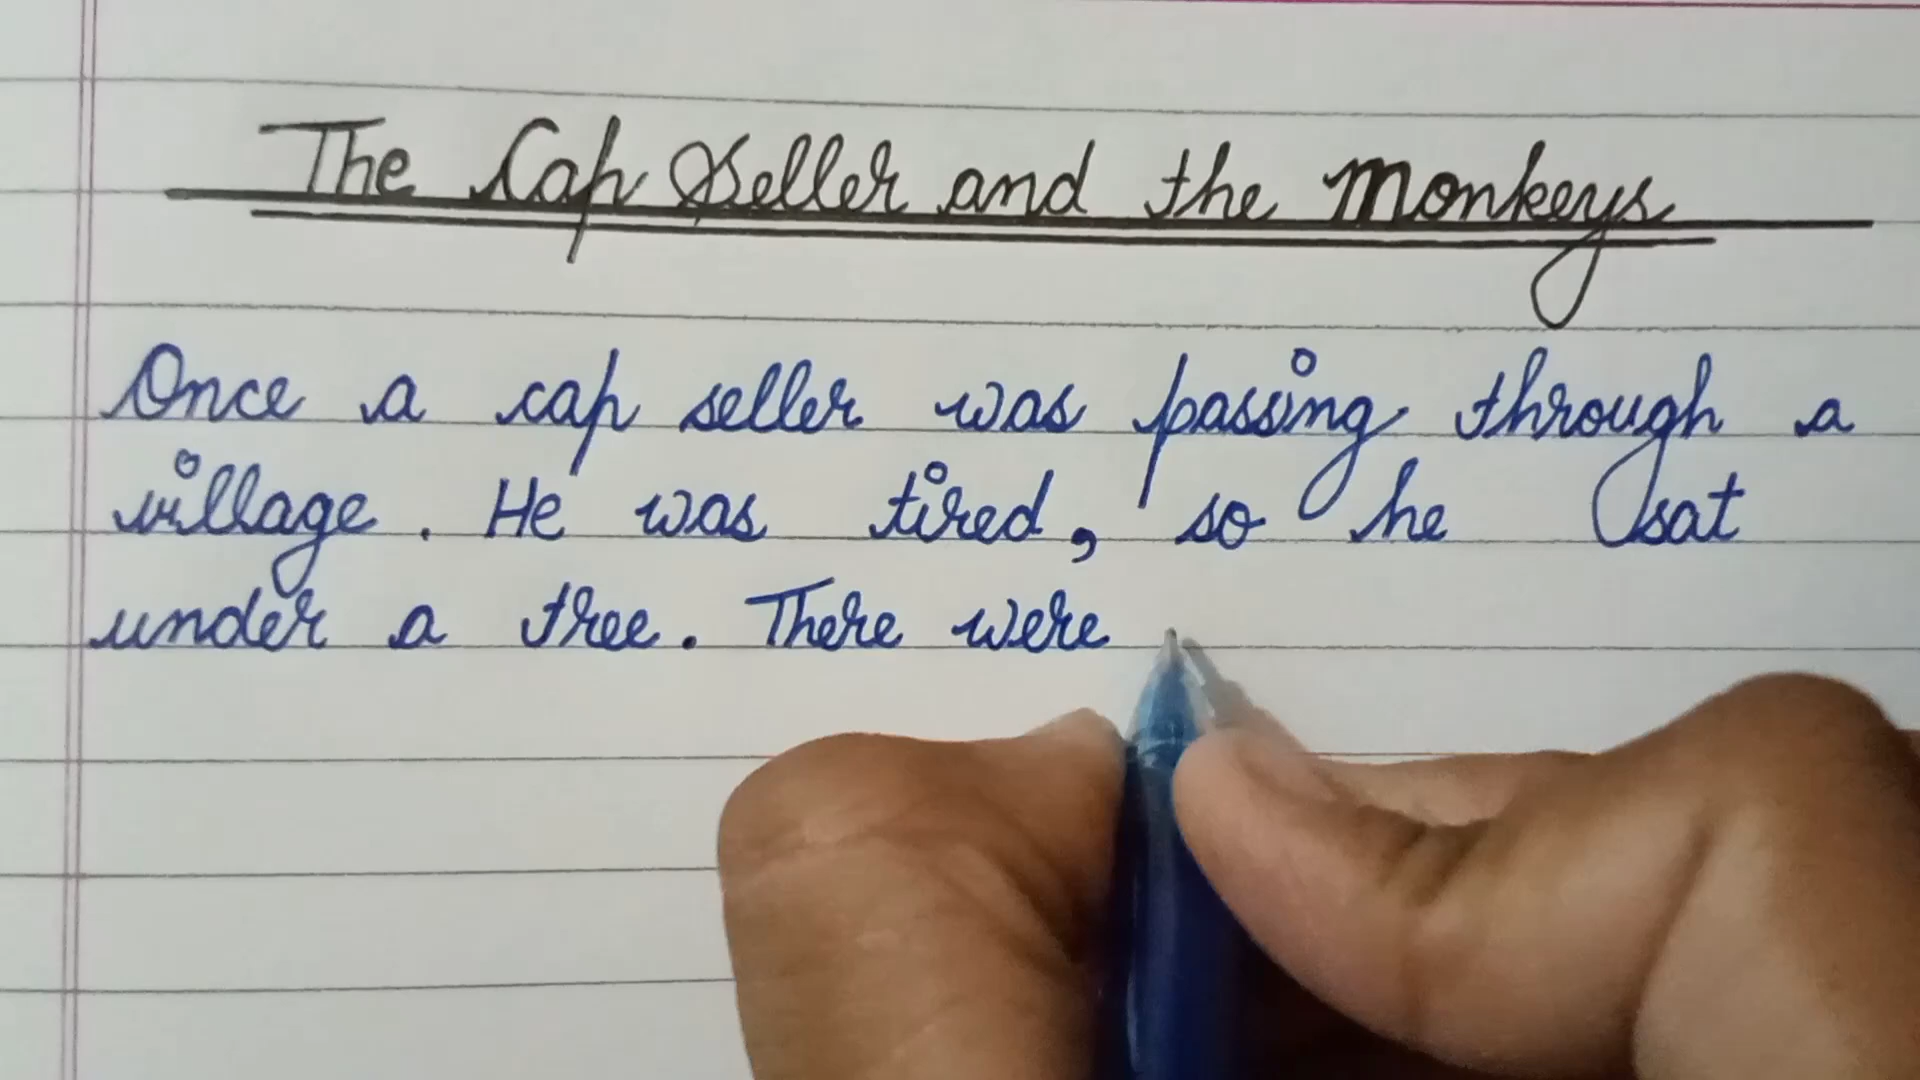 The Cap Seller and the Monkeys
Once a cap seller was passing through a
village. He was tired, so he sat
under a tree. There were